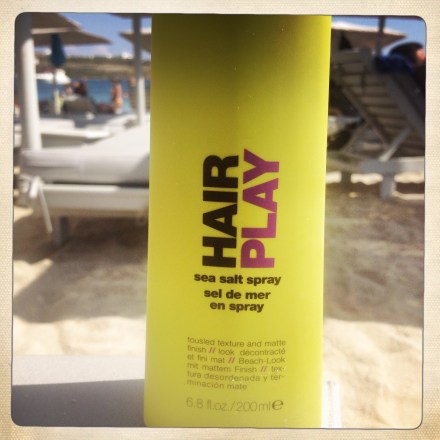 HAIR
PLAY
sea salt spray
sel de mer
en spray
tousled texture and matte
finish // look décontracté
et fini mat // Beach-Look
mit mattem Finish // tex-
tura desordenada y ter-
minación mate
6.8 fl.oz./200ml e